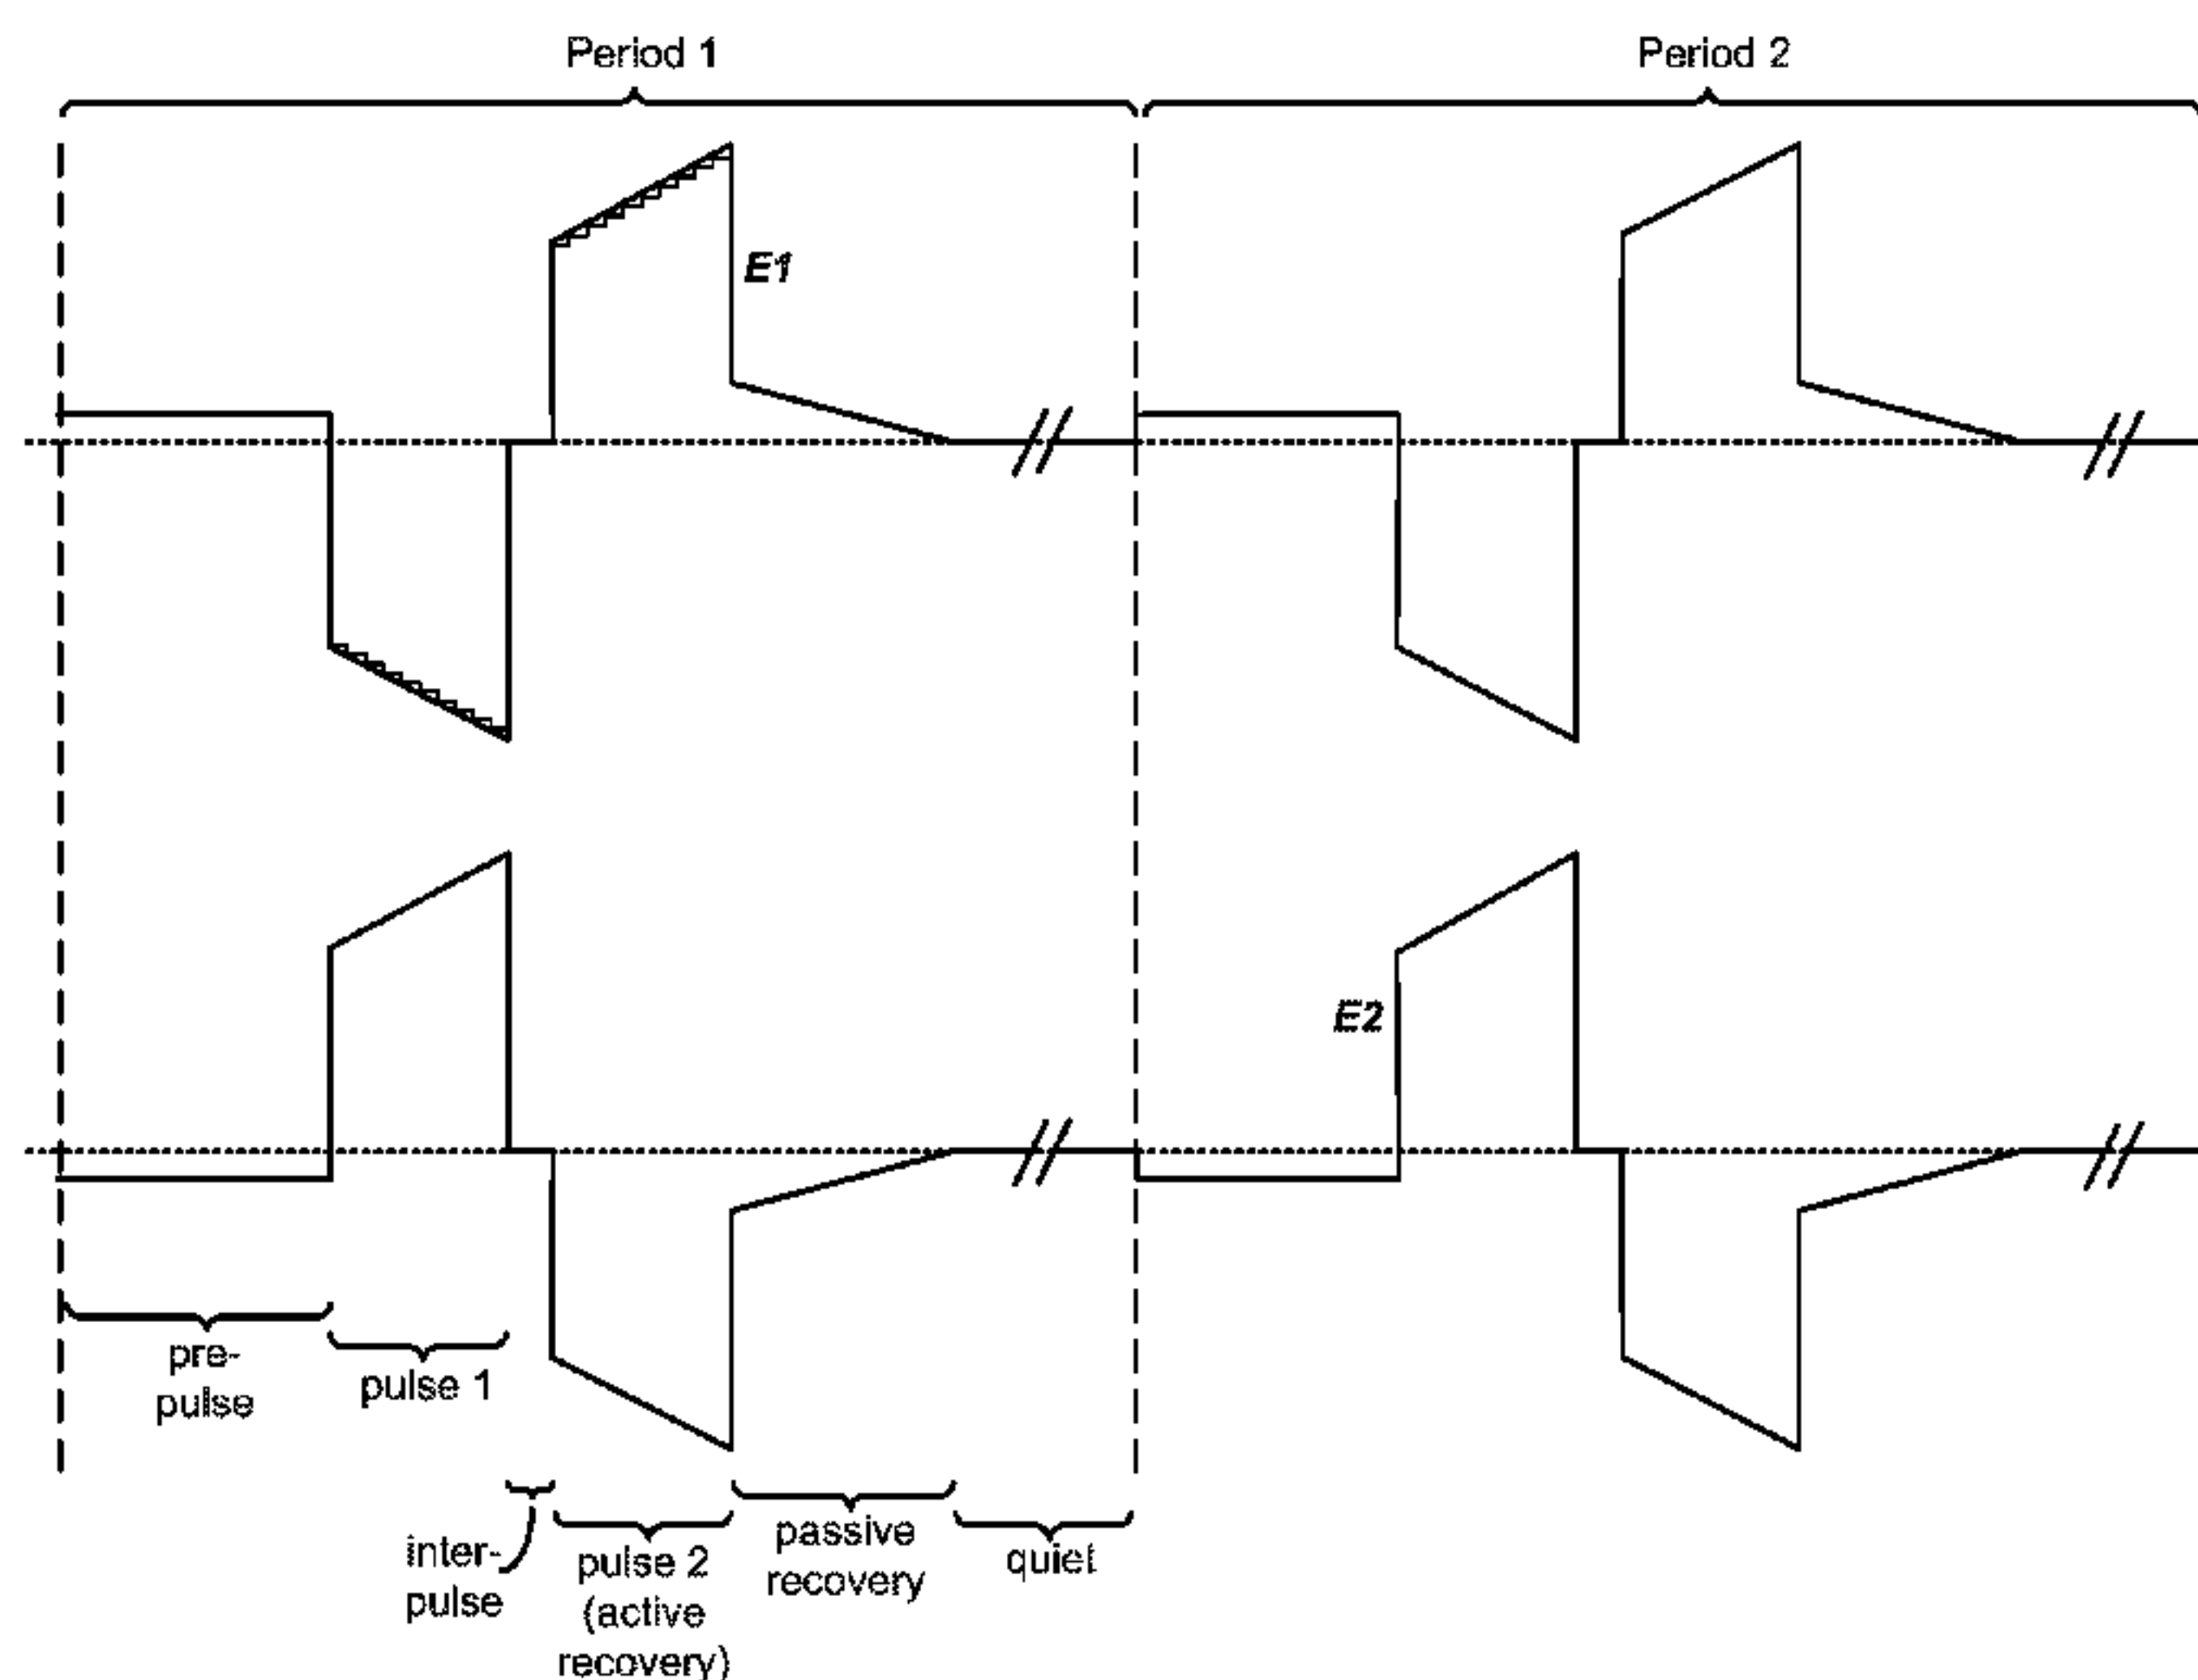 Period 1
Period 2
E1
E2
pre-
pulse
pulse 1
inter-
pulse
pulse 2
(active
recovery)
passive
recovery
quiet